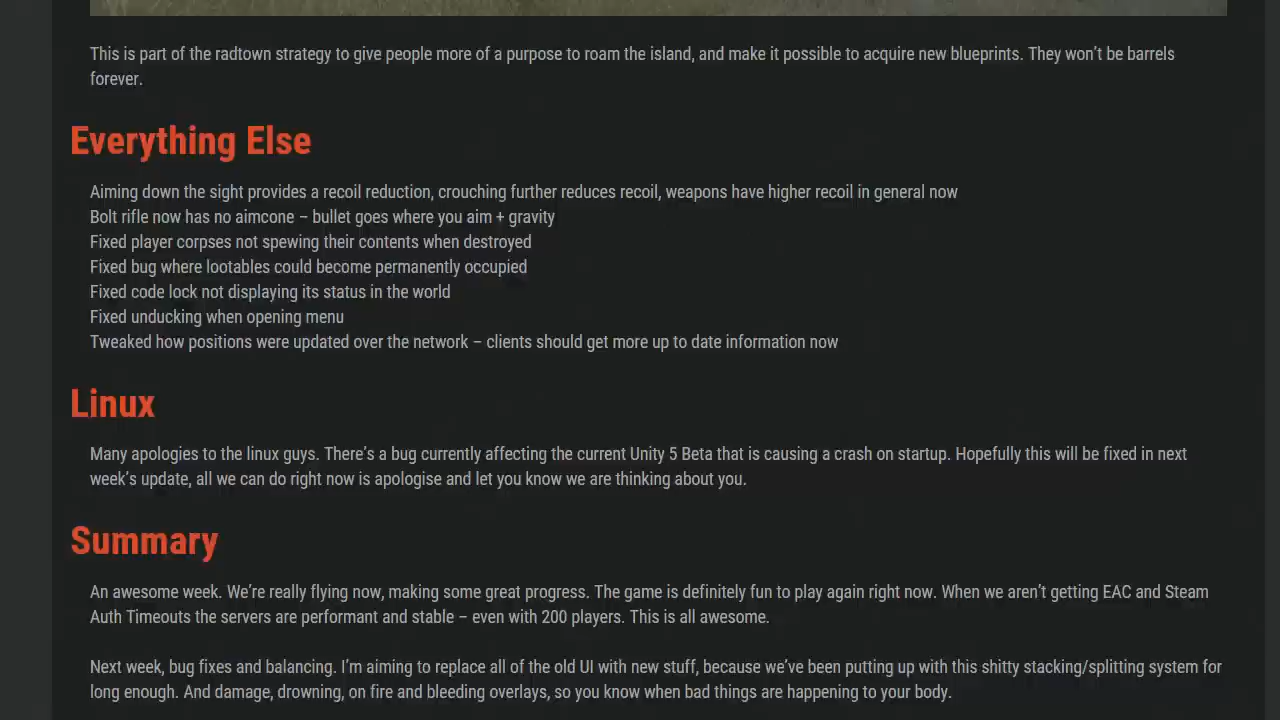 This is part of the radtown strategy to give people more of a purpose to roam the island, and make it possible to acquire new blueprints. They won’t be barrels
forever.
Everything Else
Aiming down the sight provides a recoil reduction, crouching further reduces recoil, weapons have higher recoil in general now
Bolt rifle now has no aimcone – bullet goes where you aim + gravity
Fixed player corpses not spewing their contents when destroyed
Fixed bug where lootables could become permanently occupied
Fixed code lock not displaying its status in the world
Fixed unducking when opening menu
Tweaked how positions were updated over the network – clients should get more up to date information now
Linux
Many apologies to the linux guys. There’s a bug currently affecting the current Unity 5 Beta that is causing a crash on startup. Hopefully this will be fixed in next
week’s update, all we can do right now is apologise and let you know we are thinking about you.
Summary
An awesome week. We’re really flying now, making some great progress. The game is definitely fun to play again right now. When we aren’t getting EAC and Steam
Auth Timeouts the servers are performant and stable – even with 200 players. This is all awesome.
Next week, bug fixes and balancing. I’m aiming to replace all of the old UI with new stuff, because we’ve been putting up with this shitty stacking/splitting system for
long enough. And damage, drowning, on fire and bleeding overlays, so you know when bad things are happening to your body.